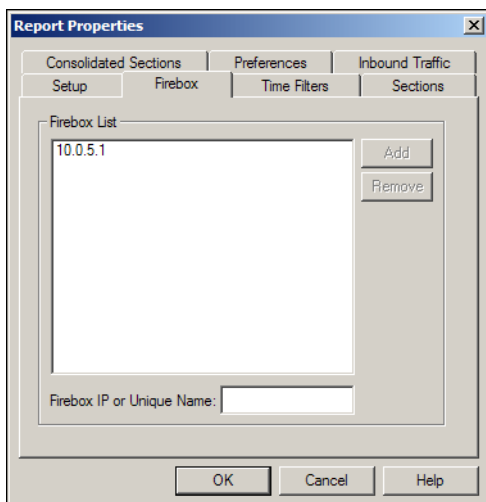 Report Properties
Consolidated Sections Preferences Inbound Traffic
Setup Firebox Time Filters Sections
Firebox List
10.0.5.1
Add
Remove
Firebox IP or Unique Name:
OK Cancel Help